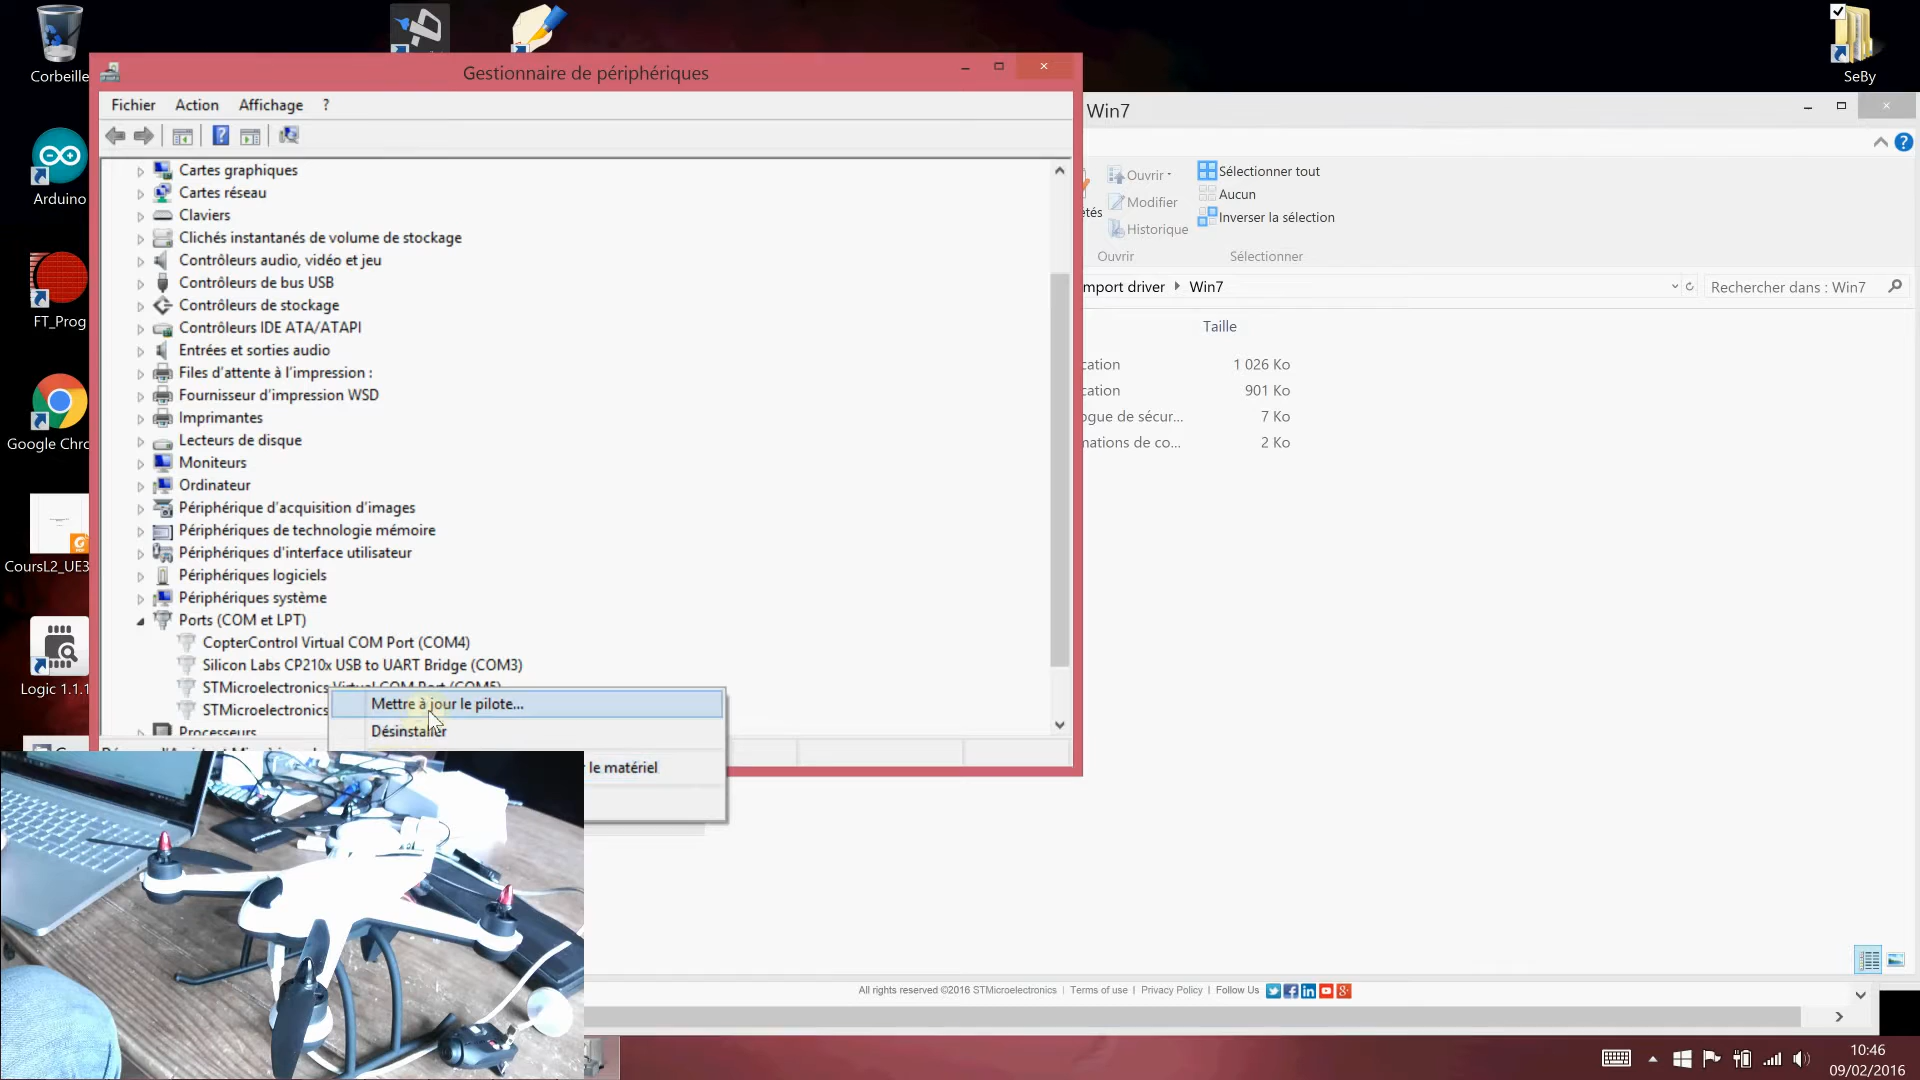 Corbeille
SeBy
Arduino
FT_Prog
Google Chro
CoursL2_UE3
Logic 1.1.1
Gestionnaire de périphériques
Fichier Action Affichage ?
Cartes graphiques
Cartes réseau
Claviers
Clichés instantanés de volume de stockage
Contrôleurs audio, vidéo et jeu
Contrôleurs de bus USB
Contrôleurs de stockage
Contrôleurs IDE ATA/ATAPI
Entrées et sorties audio
Files d'attente à l'impression :
Fournisseur d'impression WSD
Imprimantes
Lecteurs de disque
Moniteurs
Ordinateur
Périphérique d'acquisition d'images
Périphériques de technologie mémoire
Périphériques d'interface utilisateur
Périphériques logiciels
Périphériques système
Ports (COM et LPT)
CopterControl Virtual COM Port (COM4)
Silicon Labs CP210x USB to UART Bridge (COM3)
STMicroelectronics Virtual COM Port (COM5)
STMicroelectronics
Processeurs
Mettre à jour le pilote...
Désinstaller
le matériel
Win7
étés
Ouvrir
Modifier
Historique
Ouvrir
Sélectionner tout
Aucun
Inverser la sélection
Sélectionner
mport driver Win7
Rechercher dans : Win7
Taille
cation 1 026 Ko
cation 901 Ko
ogue de sécur... 7 Ko
mations de co... 2 Ko
All rights reserved ©2016 STMicroelectronics | Terms of use | Privacy Policy | Follow Us
10:46
09/02/2016